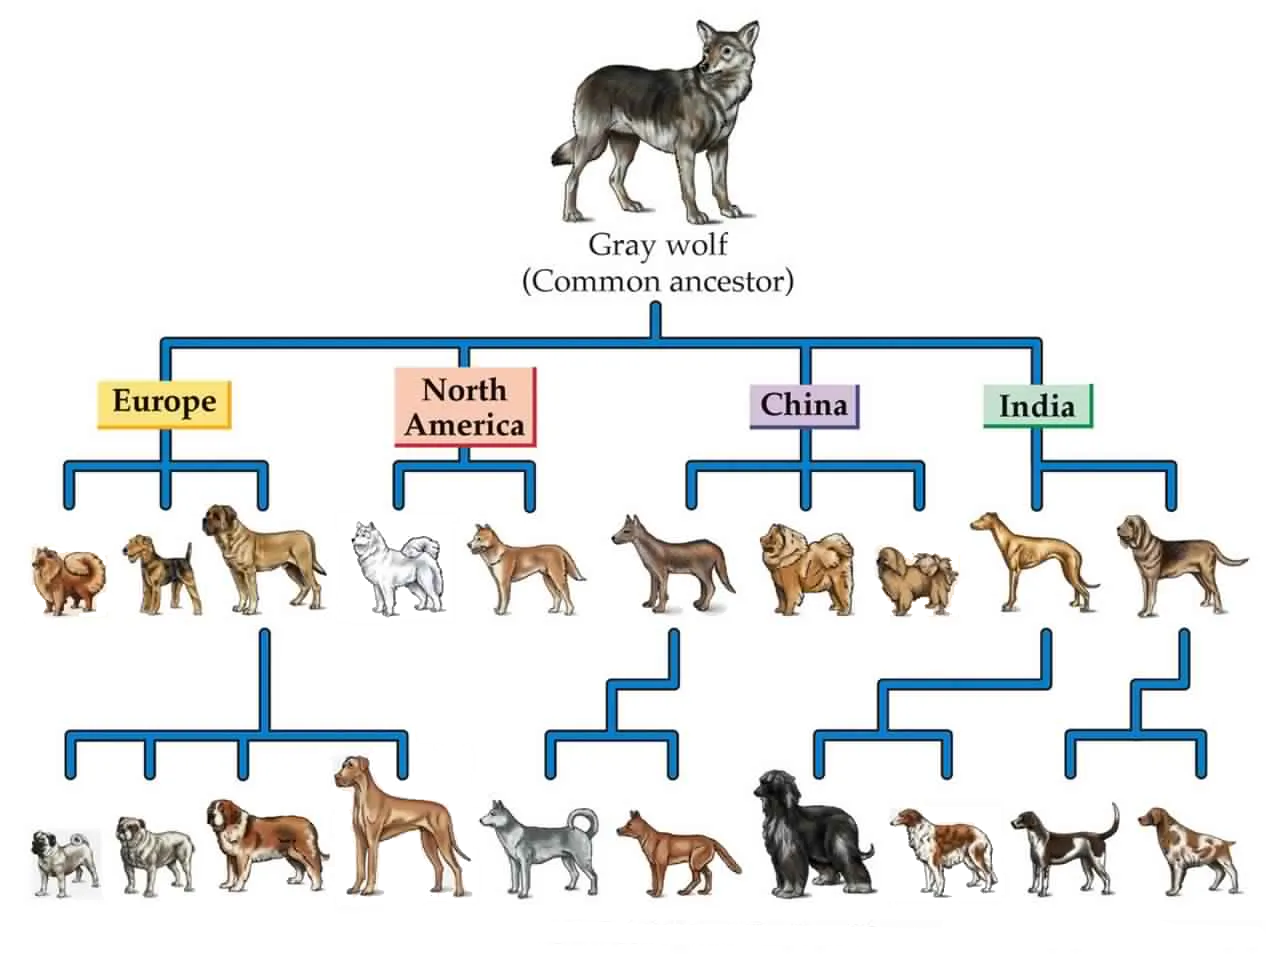 Gray wolf
(Common ancestor)
Europe
North
America
China
India